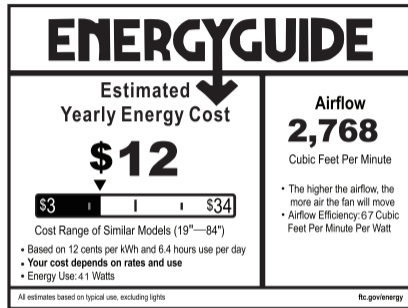 ENERGYGUIDE
Estimated
Yearly Energy Cost
$12
$3 $34
Cost Range of Similar Models (19"—84")
• Based on 12 cents per kWh and 6.4 hours use per day
• Your cost depends on rates and use
• Energy Use: 41 Watts
Airflow
2,768
Cubic Feet Per Minute
• The higher the airflow, the
more air the fan will move
• Airflow Efficiency: 67 Cubic
Feet Per Minute Per Watt
All estimates based on typical use, excluding lights
ftc.gov/energy